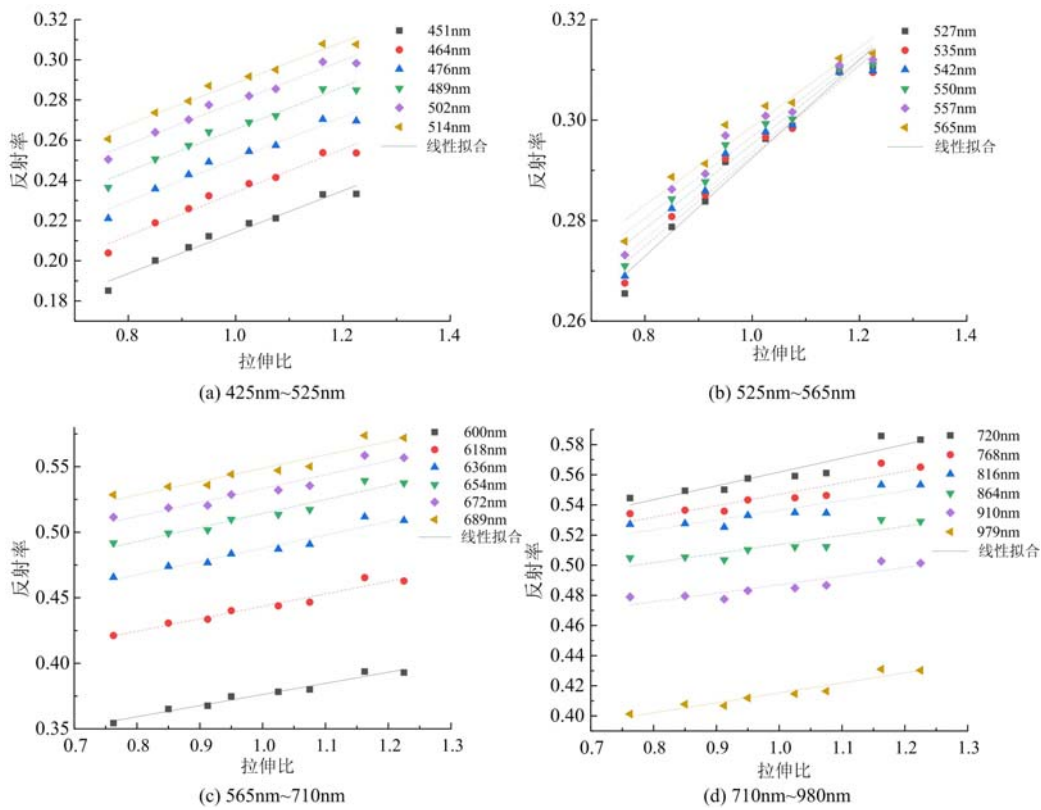 0.32
0.30
0.28
0.26
0.24
0.22
0.20
0.18
反射率
0.8
1.0
1.2
1.4
拉伸比
451nm
464nm
476nm
489nm
502nm
514nm
线性拟合
(a) 425nm~525nm
0.32
0.30
0.28
0.26
反射率
0.8
1.0
1.2
1.4
拉伸比
527nm
535nm
542nm
550nm
557nm
565nm
线性拟合
(b) 525nm~565nm
0.55
0.50
0.45
0.40
0.35
反射率
0.7
0.8
0.9
1.0
1.1
1.2
1.3
拉伸比
600nm
618nm
636nm
654nm
672nm
689nm
线性拟合
(c) 565nm~710nm
0.58
0.56
0.54
0.52
0.50
0.48
0.46
0.44
0.42
0.40
反射率
0.7
0.8
0.9
1.0
1.1
1.2
1.3
拉伸比
720nm
768nm
816nm
864nm
910nm
979nm
线性拟合
(d) 710nm~980nm